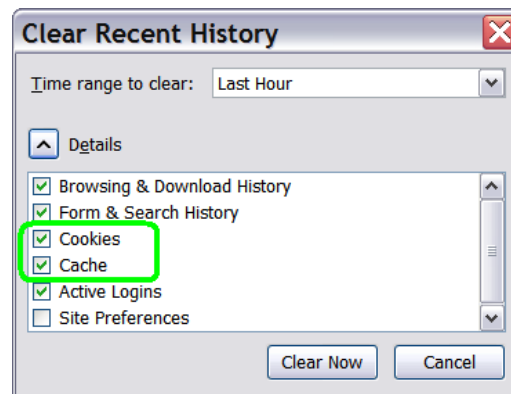 Clear Recent History
Time range to clear: Last Hour
Details
Browsing & Download History
Form & Search History
Cookies
Cache
Active Logins
Site Preferences
Clear Now Cancel